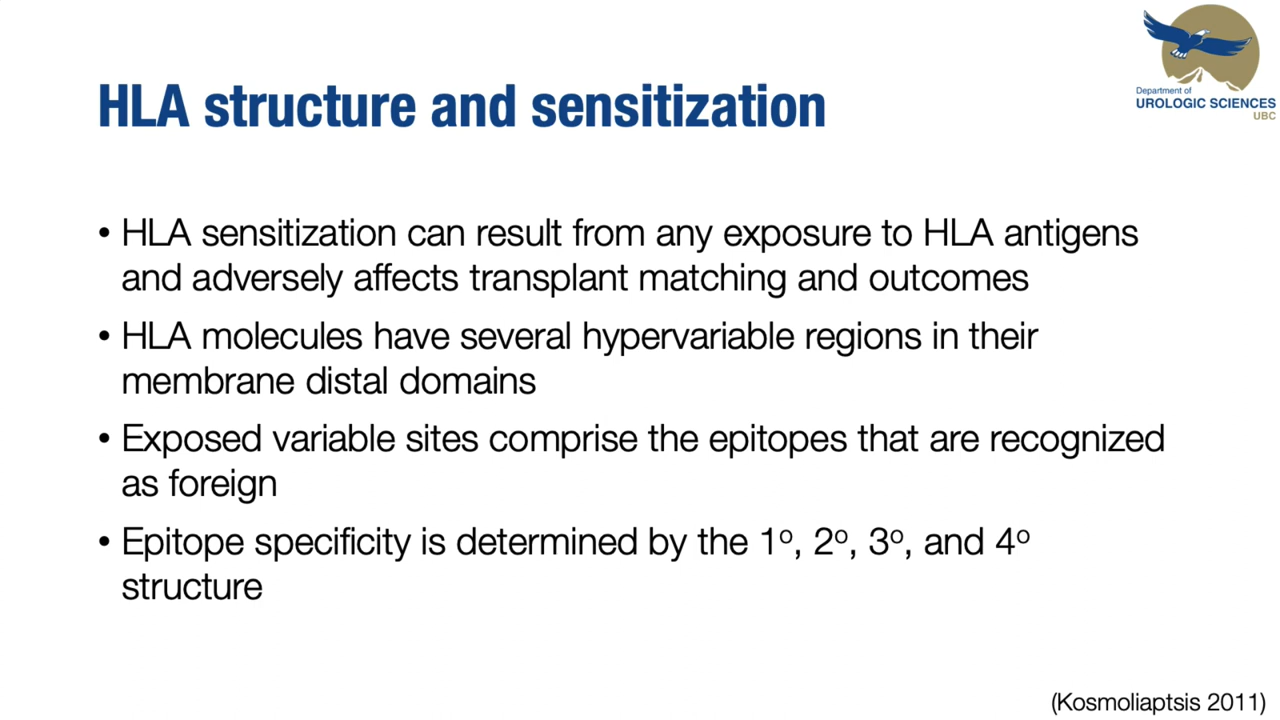 Department of
UROLOGIC SCIENCES
UBC
HLA structure and sensitization
• HLA sensitization can result from any exposure to HLA antigens
and adversely affects transplant matching and outcomes
• HLA molecules have several hypervariable regions in their
membrane distal domains
• Exposed variable sites comprise the epitopes that are recognized
as foreign
• Epitope specificity is determined by the 1º, 2º, 3º, and 4º
structure
(Kosmoliaptsis 2011)